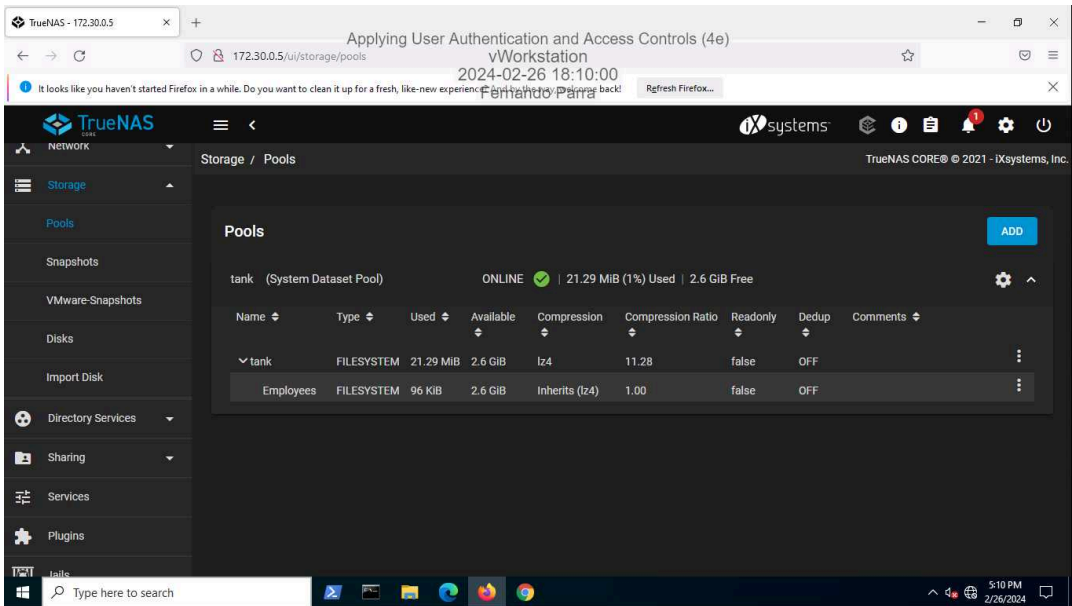 TrueNAS - 172.30.0.5
Applying User Authentication and Access Controls (4e)
172.30.0.5/ui/storage/pools
vWorkstation
2024-02-26 18:10:00
It looks like you haven't started Firefox in a while. Do you want to clean it up for a fresh, like-new experience? And by the way, welcome back!
Refresh Firefox...
Fernando Parra
TrueNAS
CORE
iXsystems
1
Network
Storage
Pools
Snapshots
VMware-Snapshots
Disks
Import Disk
Directory Services
Sharing
Services
Plugins
Jails
Storage / Pools
TrueNAS CORE® © 2021 - iXsystems, Inc.
Pools
ADD
tank (System Dataset Pool) ONLINE | 21.29 MiB (1%) Used | 2.6 GiB Free
Name Type Used Available Compression Compression Ratio Readonly Dedup Comments
tank FILESYSTEM 21.29 MiB 2.6 GiB lz4 11.28 false OFF
Employees FILESYSTEM 96 KiB 2.6 GiB Inherits (lz4) 1.00 false OFF
Type here to search
5:10 PM
2/26/2024